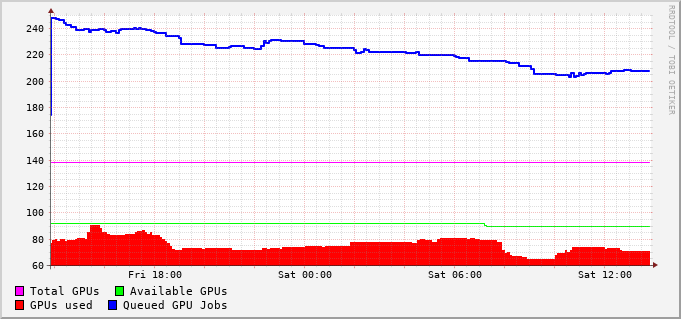 240
220
200
180
160
140
120
100
80
60
Fri 18:00 Sat 00:00 Sat 06:00 Sat 12:00
Total GPUs Available GPUs
GPUs used Queued GPU Jobs
RRDTOOL / TOBI OETIKER